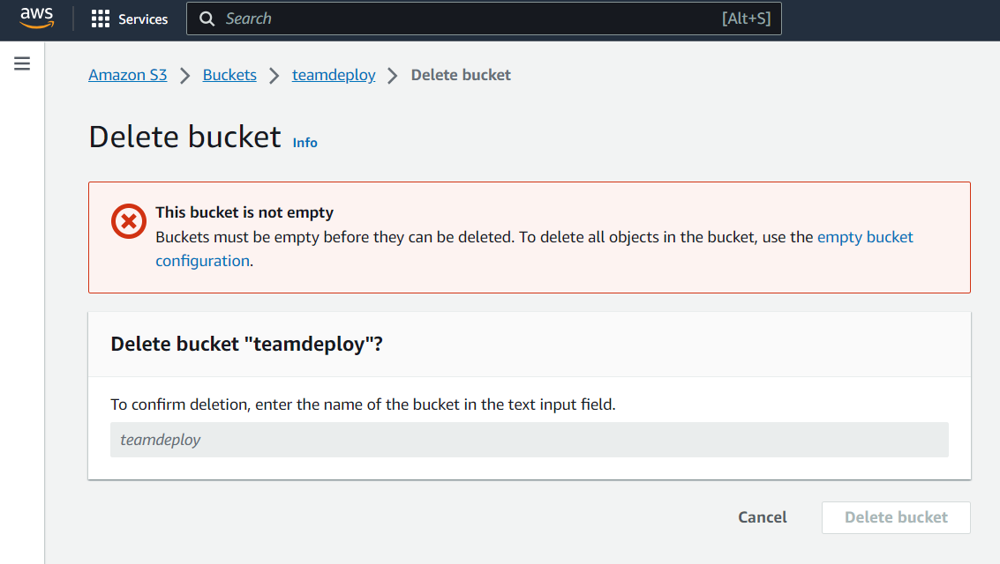 aws Services Search [Alt+S]
Amazon S3 Buckets teamdeploy Delete bucket
Delete bucket Info
This bucket is not empty
Buckets must be empty before they can be deleted. To delete all objects in the bucket, use the empty bucket
configuration.
Delete bucket "teamdeploy"?
To confirm deletion, enter the name of the bucket in the text input field.
teamdeploy
Cancel Delete bucket